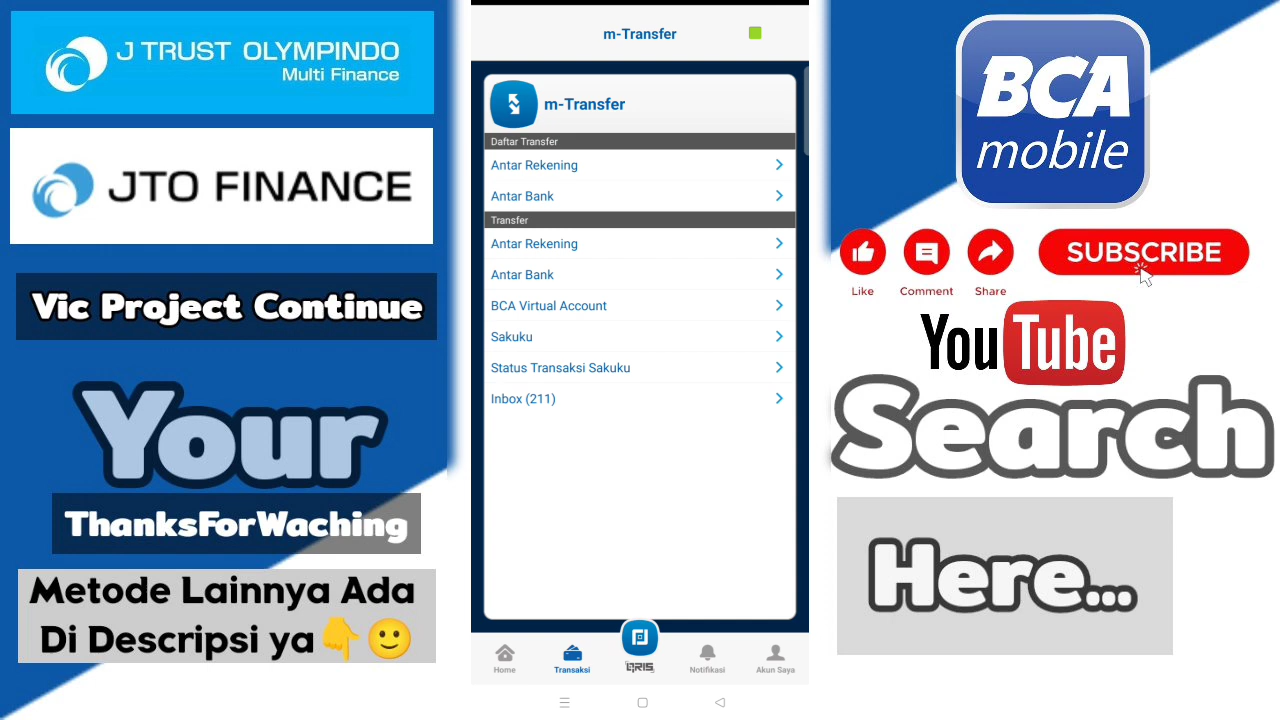 J TRUST OLYMPINDO
Multi Finance
JTO FINANCE
Vic Project Continue
Your
ThanksForWaching
Metode Lainnya Ada
Di Descripsi ya
m-Transfer
m-Transfer
Daftar Transfer
Antar Rekening
Antar Bank
Transfer
Antar Rekening
Antar Bank
BCA Virtual Account
Sakuku
Status Transaksi Sakuku
Inbox (211)
Home
Transaksi
QRIS
Notifikasi
Akun Saya
BCA
mobile
Like
Comment
Share
SUBSCRIBE
YouTube
Search
Here...